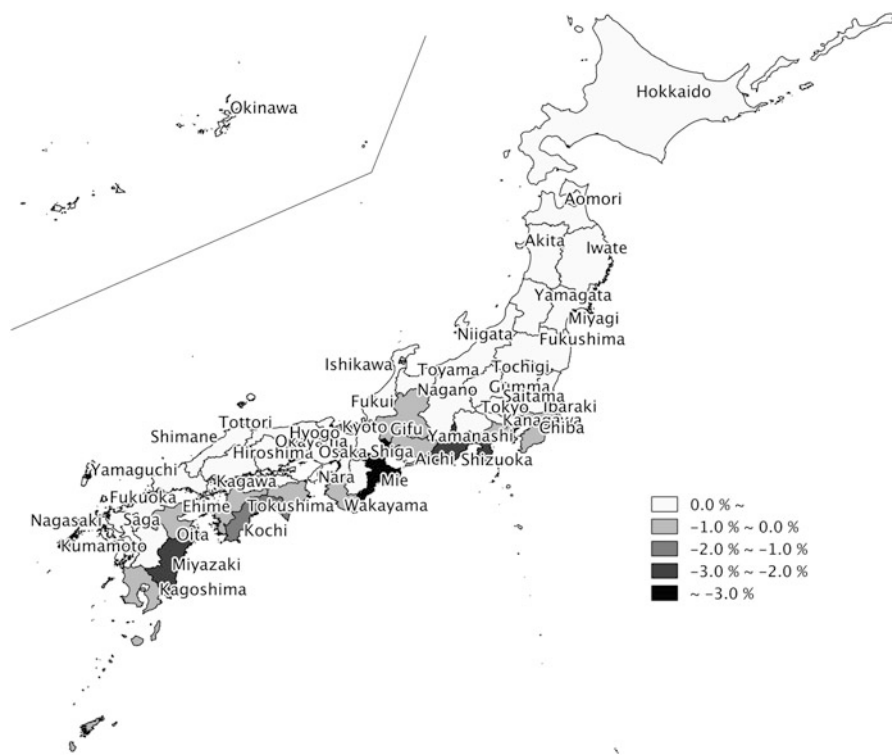 Hokkaido
Okinawa
Aomori
Akita
Iwate
Yamagata
Miyagi
Niigata
Fukushima
Ishikawa
Toyama
Tochigi
Nagano
Gumma
Saitama
Fukui
Tokyo
Ibaraki
Kanagawa
Chiba
Tottori
Kyoto
Gifu
Hyogo
Yamanashi
Shimane
Okayama
Hiroshima
Osaka
Shiga
Aichi
Shizuoka
Yamaguchi
Nara
Mie
Kagawa
Fukuoka
Ehime
Tokushima
Wakayama
Nagasaki
Saga
Oita
Kochi
Kumamoto
Miyazaki
Kagoshima
0.0 % ~
−1.0 % ~ 0.0 %
−2.0 % ~ −1.0 %
−3.0 % ~ −2.0 %
~ −3.0 %